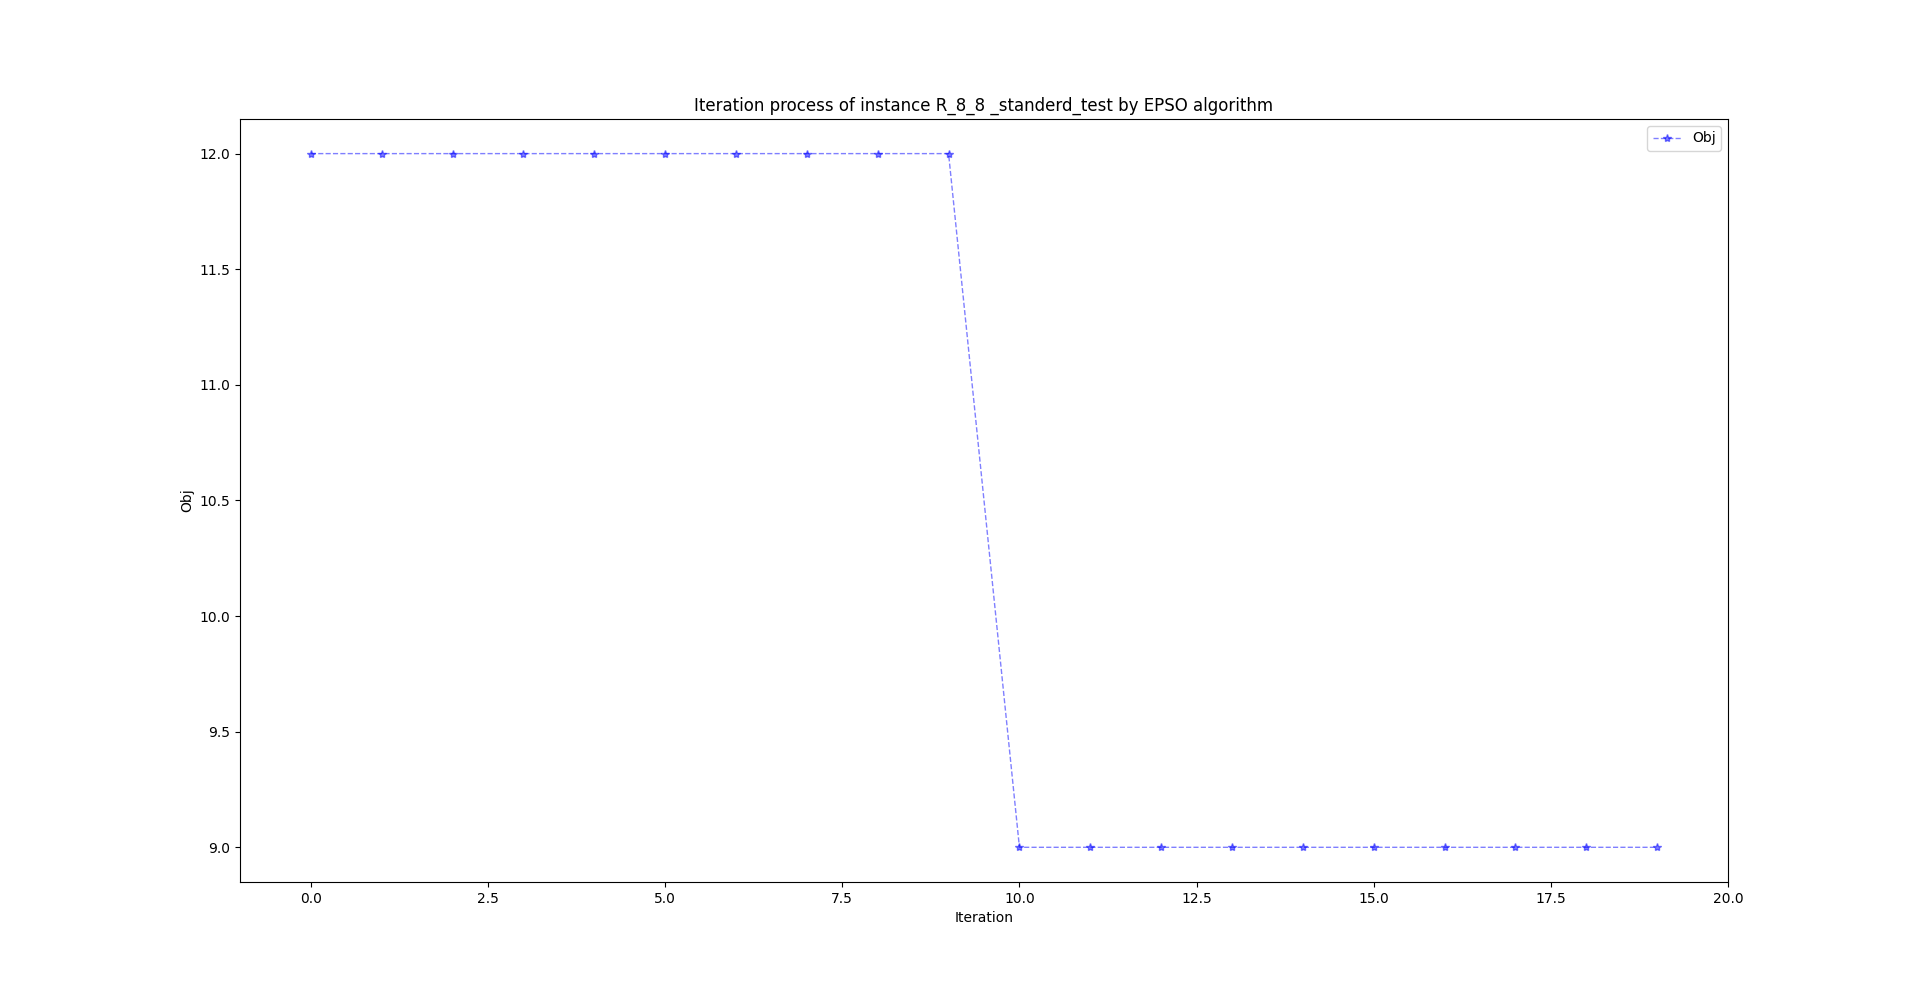 Iteration process of instance R_8_8 _standerd_test by EPSO algorithm
Obj
12.0
11.5
11.0
10.5
10.0
9.5
9.0
Obj
0.0 2.5 5.0 7.5 10.0 12.5 15.0 17.5 20.0
Iteration